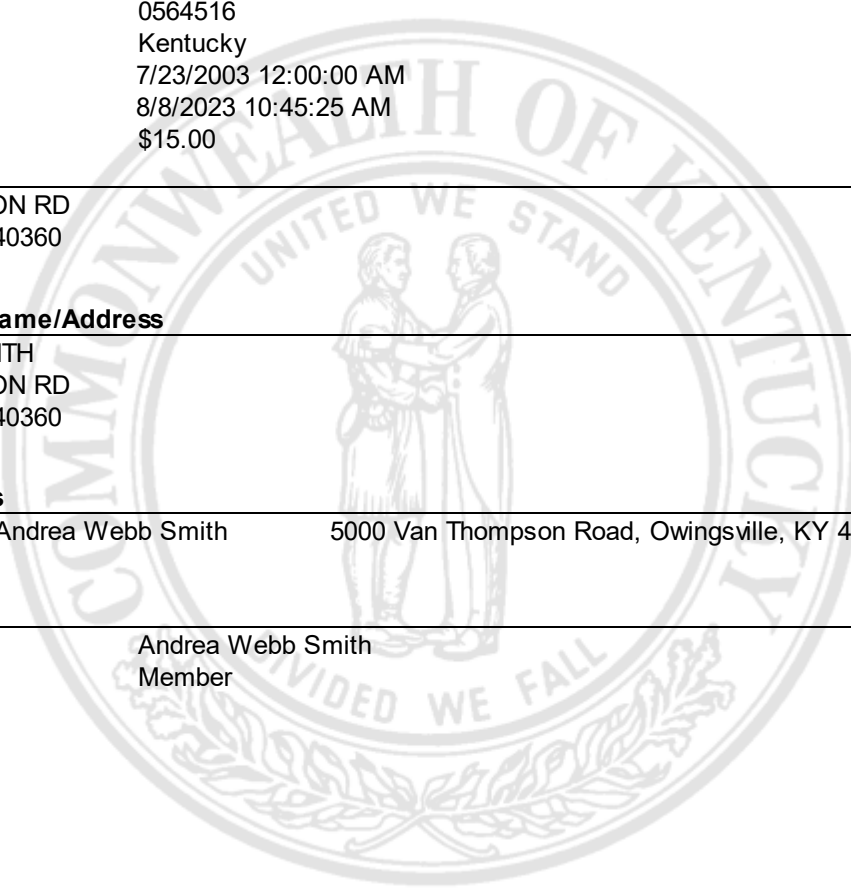 0564516
Kentucky
7/23/2003 12:00:00 AM
8/8/2023 10:45:25 AM
$15.00
ON RD
40360
ame/Address
ITH
ON RD
40360
s
Andrea Webb Smith 5000 Van Thompson Road, Owingsville, KY 4
Andrea Webb Smith
Member
COMMONWEALTH OF KENTUCKY
UNITED WE STAND
DIVIDED WE FALL